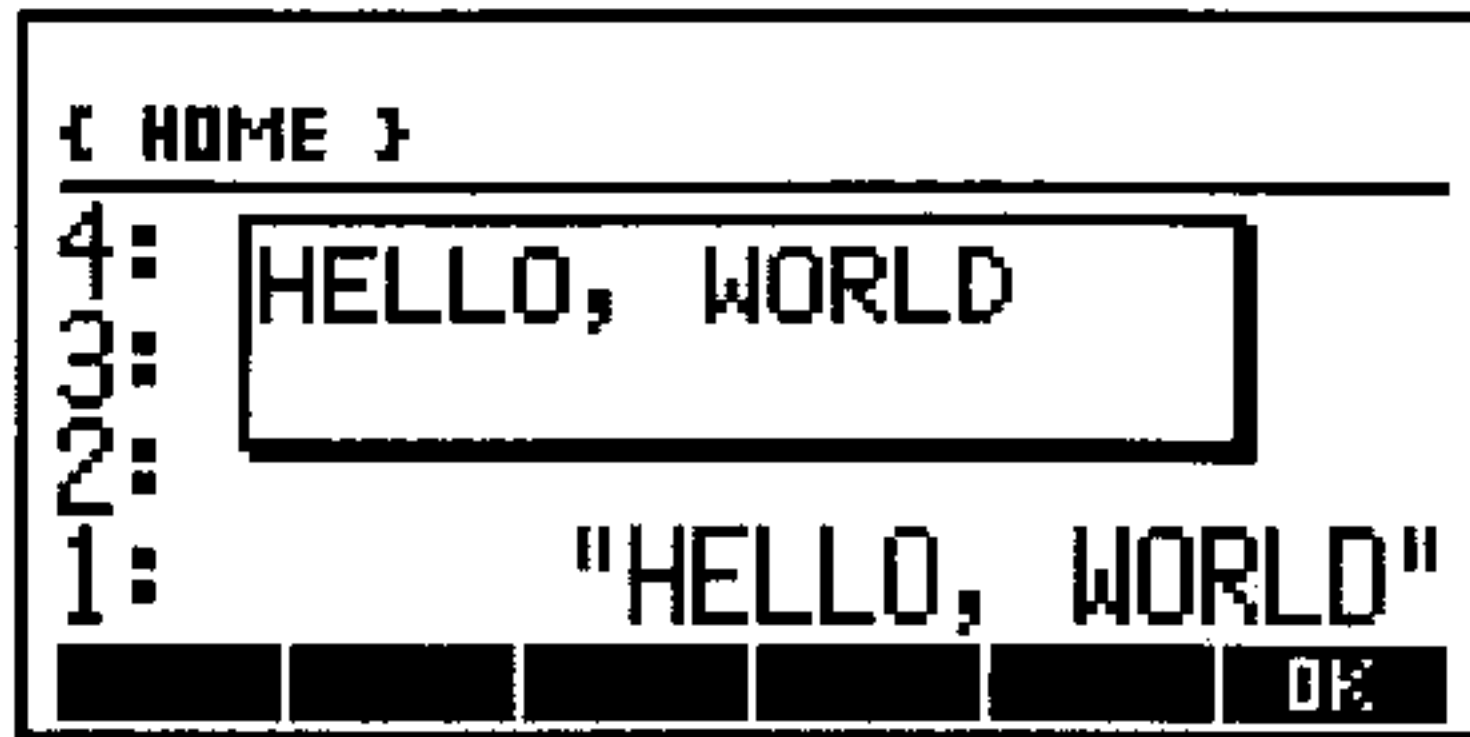 { HOME }
4:
HELLO, WORLD
3:
2:
1: "HELLO, WORLD"
OK